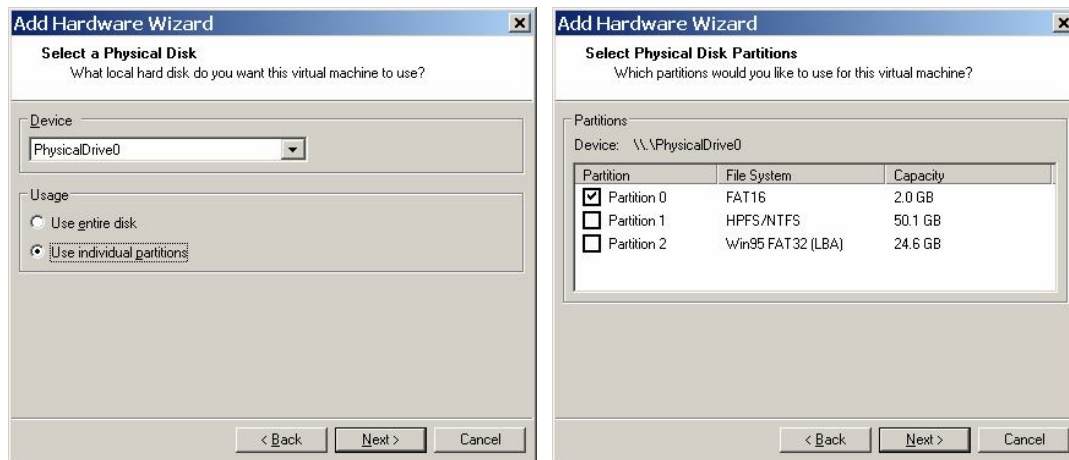 Add Hardware Wizard
Select a Physical Disk
What local hard disk do you want this virtual machine to use?
Device
PhysicalDrive0
Usage
Use entire disk
Use individual partitions
< Back Next > Cancel
Add Hardware Wizard
Select Physical Disk Partitions
Which partitions would you like to use for this virtual machine?
Partitions
Device: \\.\PhysicalDrive0
Partition File System Capacity
Partition 0 FAT16 2.0 GB
Partition 1 HPFS/NTFS 50.1 GB
Partition 2 Win95 FAT32 (LBA) 24.6 GB
< Back Next > Cancel